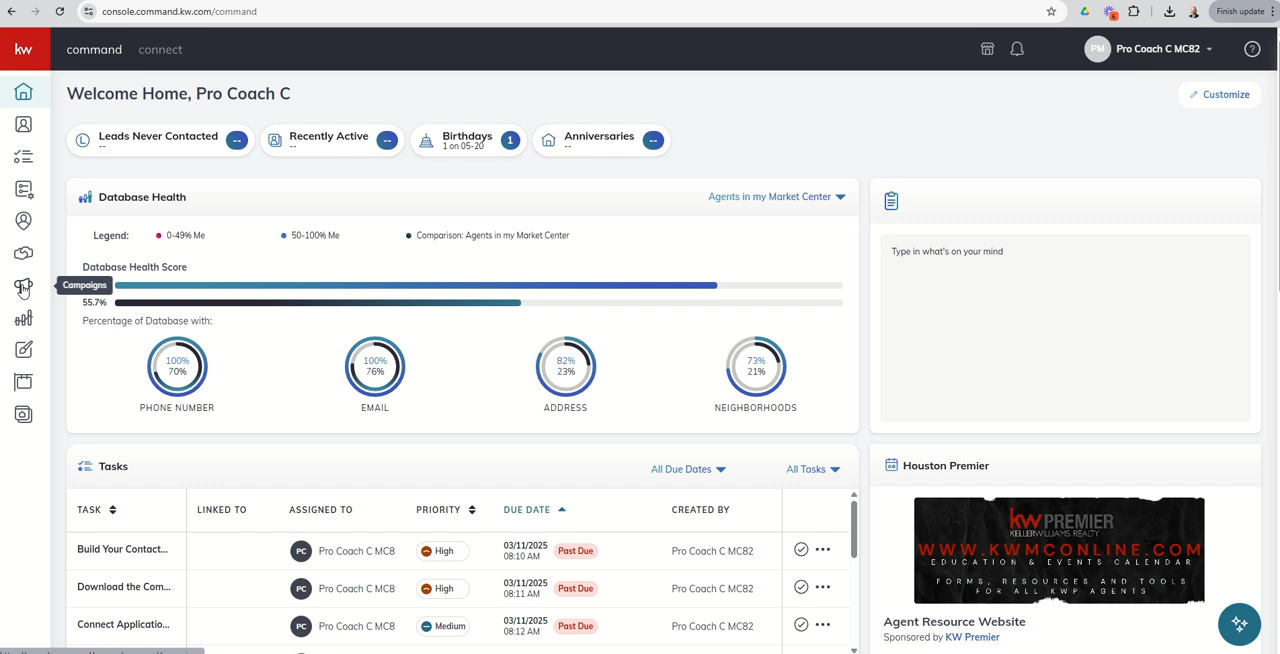 console.command.kw.com/command
6
Finish update
kw
command
connect
PM
Pro Coach C MC82
Welcome Home, Pro Coach C
Customize
Leads Never Contacted
--
--
Recently Active
--
--
Birthdays
1 on 05-20
1
Anniversaries
--
--
Database Health
Agents in my Market Center
Legend:
0-49% Me
50-100% Me
Comparison: Agents in my Market Center
Database Health Score
Campaigns
55.7%
Percentage of Database with:
100%
70%
100%
76%
82%
23%
73%
21%
PHONE NUMBER
EMAIL
ADDRESS
NEIGHBORHOODS
Type in what's on your mind
Tasks
All Due Dates
All Tasks
TASK
LINKED TO
ASSIGNED TO
PRIORITY
DUE DATE
CREATED BY
Build Your Contact...
PC
Pro Coach C MC8
High
03/11/2025
08:10 AM
Past Due
Pro Coach C MC82
Download the Com...
PC
Pro Coach C MC8
High
03/11/2025
08:11 AM
Past Due
Pro Coach C MC82
Connect Applicatio...
PC
Pro Coach C MC8
Medium
03/11/2025
08:12 AM
Past Due
Pro Coach C MC82
Houston Premier
kw PREMIER
KELLERWILLIAMS REALTY
WWW.KWMCONLINE.COM
EDUCATION & EVENTS CALENDAR
FORMS, RESOURCES AND TOOLS
FOR ALL KWP AGENTS
Agent Resource Website
Sponsored by KW Premier